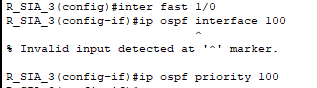 R_SIA_3(config)#inter fast 1/0
R_SIA_3(config-if)#ip ospf interface 100
^
% Invalid input detected at '^' marker.
R_SIA_3(config-if)#ip ospf priority 100